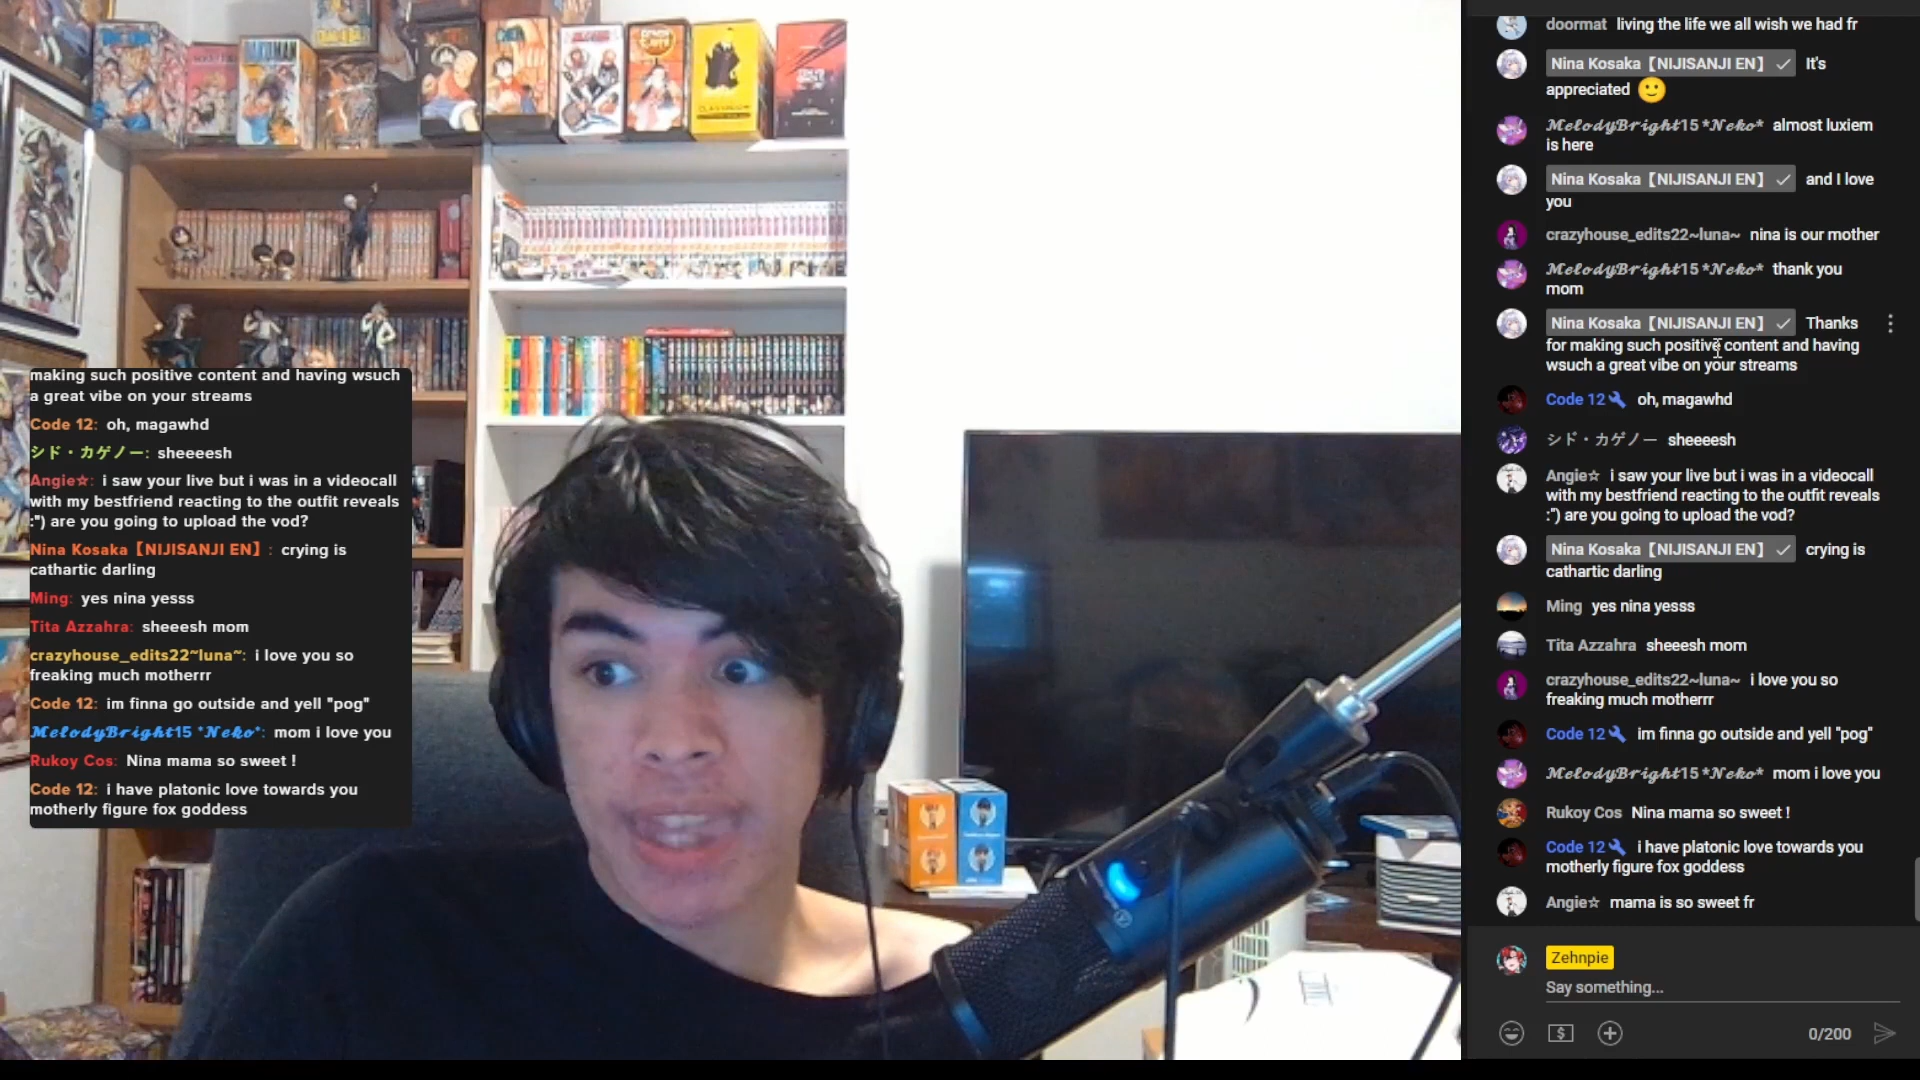 making such positive content and having wsuch
a great vibe on your streams
Code 12: oh, magawhd
シド・カゲノー: sheeeesh
Angie☆: i saw your live but i was in a videocall
with my bestfriend reacting to the outfit reveals
:") are you going to upload the vod?
Nina Kosaka【NIJISANJI EN】: crying is
cathartic darling
Ming: yes nina yesss
Tita Azzahra: sheeesh mom
crazyhouse_edits22~luna~: i love you so
freaking much motherrr
Code 12: im finna go outside and yell "pog"
𝓜𝓮𝓵𝓸𝓭𝔂𝓑𝓻𝓲𝓰𝓱𝓽15 *𝓝𝓮𝓴𝓸*: mom i love you
Rukoy Cos: Nina mama so sweet !
Code 12: i have platonic love towards you
motherly figure fox goddess
doormat living the life we all wish we had fr
Nina Kosaka【NIJISANJI EN】 It's
appreciated 🙂
𝓜𝓮𝓵𝓸𝓭𝔂𝓑𝓻𝓲𝓰𝓱𝓽15 *𝓝𝓮𝓴𝓸* almost luxiem
is here
Nina Kosaka【NIJISANJI EN】 and I love
you
crazyhouse_edits22~luna~ nina is our mother
𝓜𝓮𝓵𝓸𝓭𝔂𝓑𝓻𝓲𝓰𝓱𝓽15 *𝓝𝓮𝓴𝓸* thank you
mom
Nina Kosaka【NIJISANJI EN】 Thanks
for making such positive content and having
wsuch a great vibe on your streams
Code 12 oh, magawhd
シド・カゲノー sheeeesh
Angie☆ i saw your live but i was in a videocall
with my bestfriend reacting to the outfit reveals
:") are you going to upload the vod?
Nina Kosaka【NIJISANJI EN】 crying is
cathartic darling
Ming yes nina yesss
Tita Azzahra sheeesh mom
crazyhouse_edits22~luna~ i love you so
freaking much motherrr
Code 12 im finna go outside and yell "pog"
𝓜𝓮𝓵𝓸𝓭𝔂𝓑𝓻𝓲𝓰𝓱𝓽15 *𝓝𝓮𝓴𝓸* mom i love you
Rukoy Cos Nina mama so sweet !
Code 12 i have platonic love towards you
motherly figure fox goddess
Angie☆ mama is so sweet fr
Zehnpie
Say something...
0/200